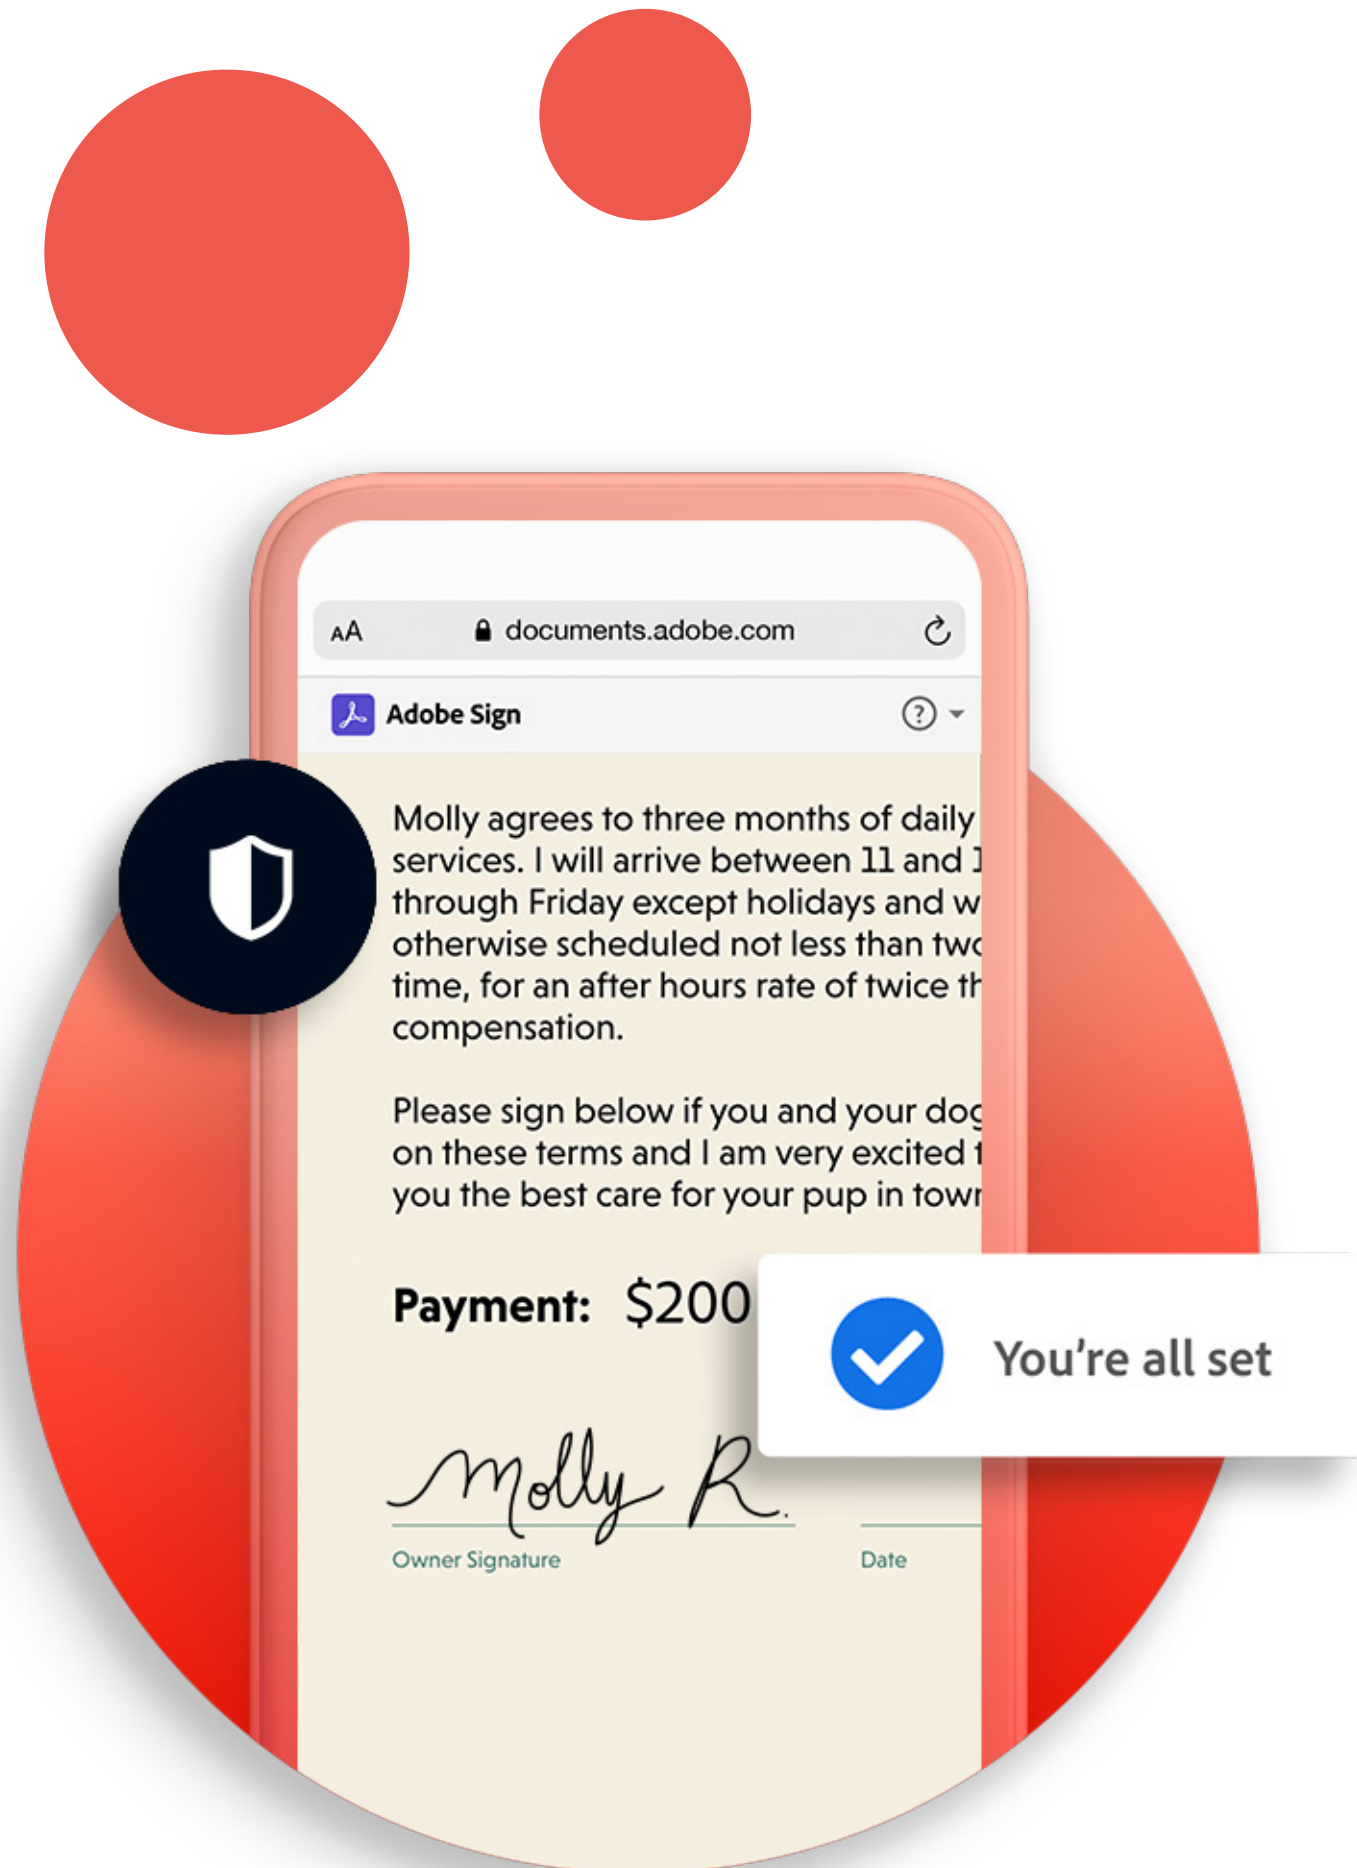 AA documents.adobe.com
Adobe Sign ?
Molly agrees to three months of daily
services. I will arrive between 11 and
through Friday except holidays and
otherwise scheduled not less than
time, for an after hours rate of twice
compensation.
Please sign below if you and your
on these terms and I am very excited
you the best care for your pup in
Payment: $200
You're all set
Molly R.
Owner Signature Date